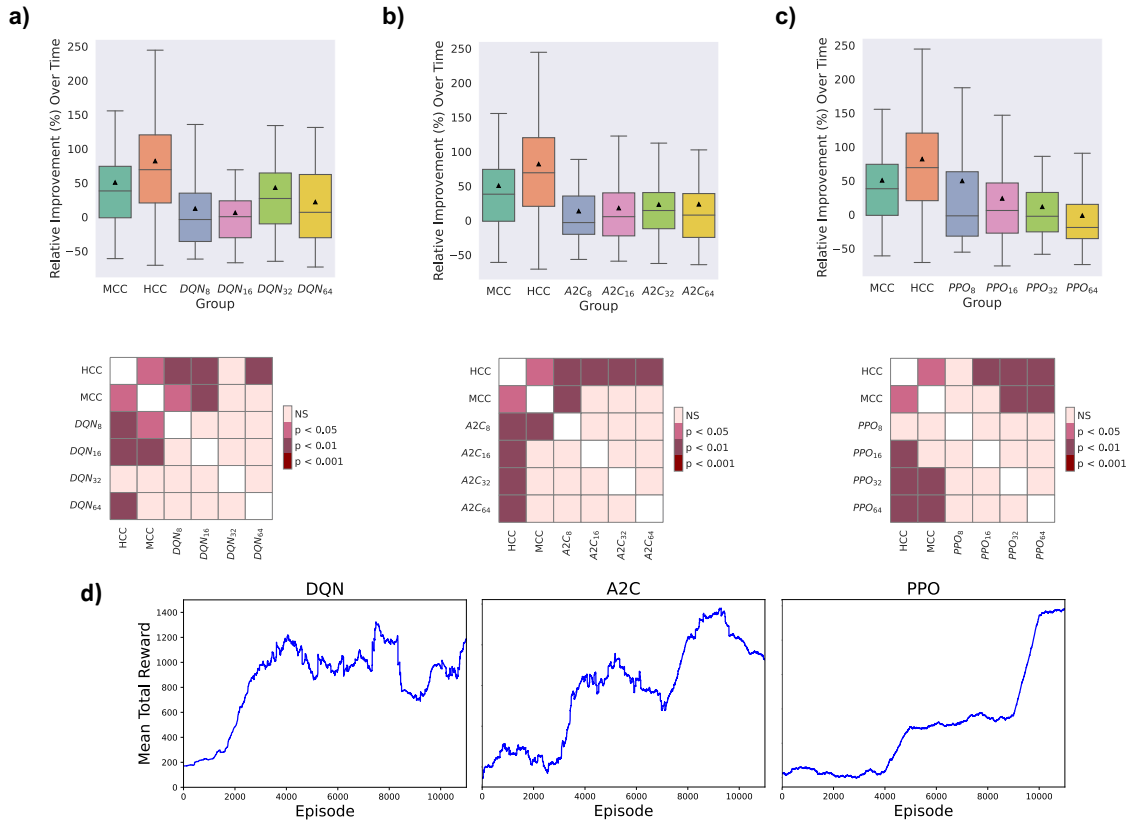 a)
b)
c)
Relative Improvement (%) Over Time
250
200
150
100
50
0
−50
MCC HCC DQN8 DQN16 DQN32 DQN64
Group
Relative Improvement (%) Over Time
250
200
150
100
50
0
−50
MCC HCC A2C8 A2C16 A2C32 A2C64
Group
Relative Improvement (%) Over Time
250
200
150
100
50
0
−50
MCC HCC PPO8 PPO16 PPO32 PPO64
Group
HCC
MCC
DQN8
DQN16
DQN32
DQN64
HCC MCC DQN8 DQN16 DQN32 DQN64
NS
p < 0.05
p < 0.01
p < 0.001
HCC
MCC
A2C8
A2C16
A2C32
A2C64
HCC MCC A2C8 A2C16 A2C32 A2C64
NS
p < 0.05
p < 0.01
p < 0.001
HCC
MCC
PPO8
PPO16
PPO32
PPO64
HCC MCC PPO8 PPO16 PPO32 PPO64
NS
p < 0.05
p < 0.01
p < 0.001
d)
DQN
A2C
PPO
Mean Total Reward
1400
1200
1000
800
600
400
200
0
0 2000 4000 6000 8000 10000
Episode
0 2000 4000 6000 8000 10000
Episode
0 2000 4000 6000 8000 10000
Episode